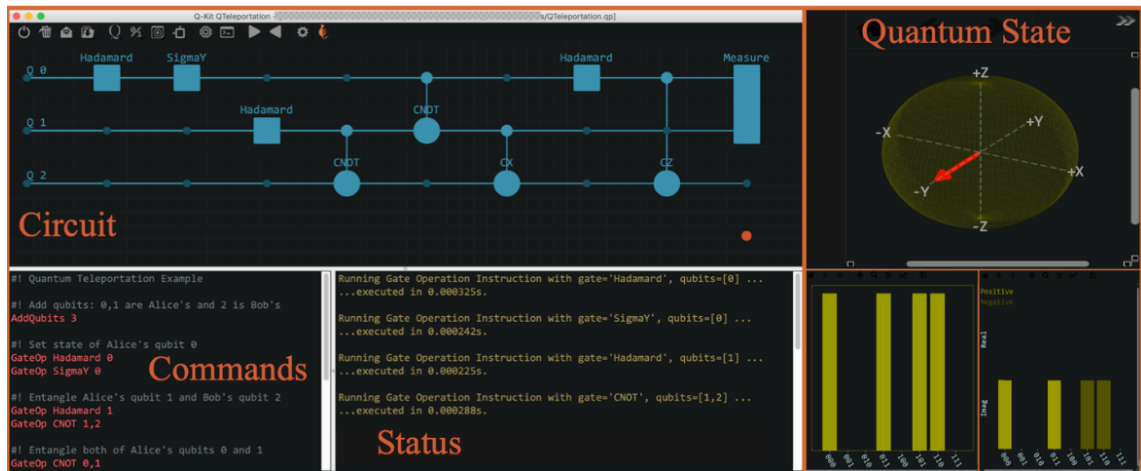 Q-Kit QTeleportation - s/QTeleportation.qp]
Quantum State
Hadamard SigmaY Hadamard Measure
Q 0
Hadamard CNOT
Q 1
CNOT CX CZ
Q 2
Circuit
+Z
+Y
-X
+X
-Y
-Z
#! Quantum Teleportation Example
#! Add qubits: 0,1 are Alice's and 2 is Bob's
AddQubits 3
#! Set state of Alice's qubit 0
GateOp Hadamard 0
GateOp SigmaY 0
Commands
#! Entangle Alice's qubit 1 and Bob's qubit 2
GateOp Hadamard 1
GateOp CNOT 1,2
#! Entangle both of Alice's qubits 0 and 1
GateOp CNOT 0,1
Running Gate Operation Instruction with gate='Hadamard', qubits=[0] ...
...executed in 0.000325s.
Running Gate Operation Instruction with gate='SigmaY', qubits=[0] ...
...executed in 0.000242s.
Running Gate Operation Instruction with gate='Hadamard', qubits=[1] ...
...executed in 0.000225s.
Running Gate Operation Instruction with gate='CNOT', qubits=[1,2] ...
...executed in 0.000288s.
Status
000 001 010 011 100 101 110 111
Positive
Negative
Real
Imag
000 001 010 011 100 101 110 111